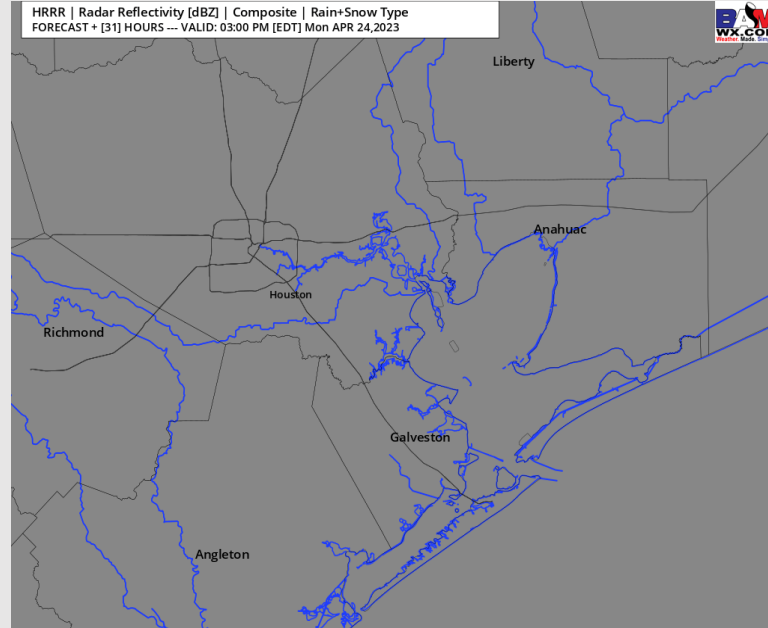 HRRR | Radar Reflectivity [dBZ] | Composite | Rain+Snow Type
FORECAST + [31] HOURS --- VALID: 03:00 PM [EDT] Mon APR 24,2023
Liberty
Anahuac
Houston
Richmond
Galveston
Angleton